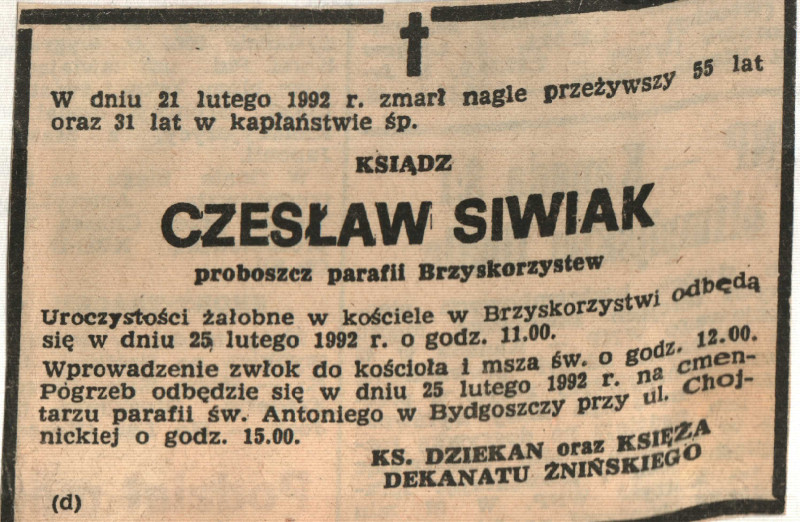 W dniu 21 lutego 1992 r. zmarł nagle przeżywszy 55 lat
oraz 31 lat w kapłaństwie śp.
KSIĄDZ
CZESŁAW SIWIAK
proboszcz parafii Brzyskorzystew
Uroczystości żałobne w kościele w Brzyskorzystwi odbędą
się w dniu 25 lutego 1992 r. o godz. 11.00.
Wprowadzenie zwłok do kościoła i msza św. o godz. 12.00.
Pogrzeb odbędzie się w dniu 25 lutego 1992 r. na cmen-
tarzu parafii św. Antoniego w Bydgoszczy przy ul. Choj-
nickiej o godz. 15.00.
KS. DZIEKAN oraz KSIĘŻA
DEKANATU ŻNIŃSKIEGO
(d)